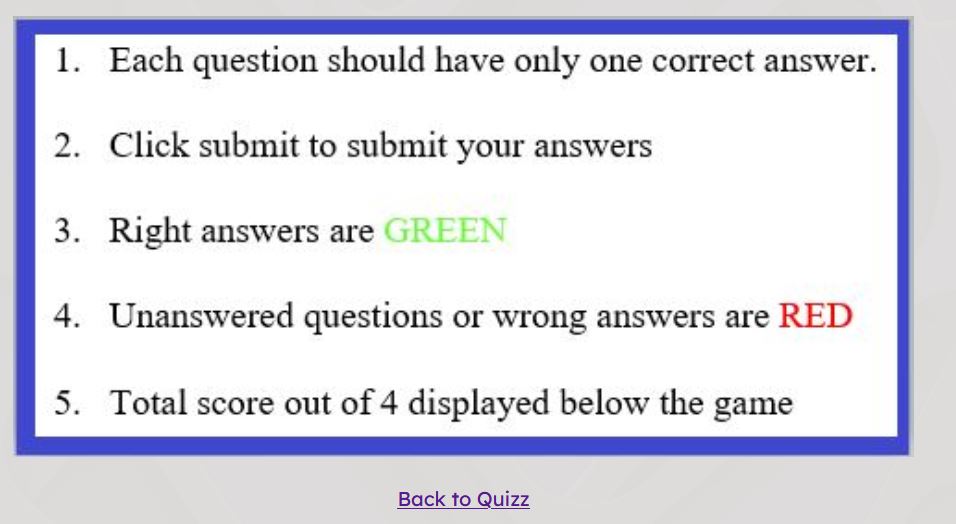 1. Each question should have only one correct answer.
2. Click submit to submit your answers
3. Right answers are GREEN
4. Unanswered questions or wrong answers are RED
5. Total score out of 4 displayed below the game
Back to Quizz